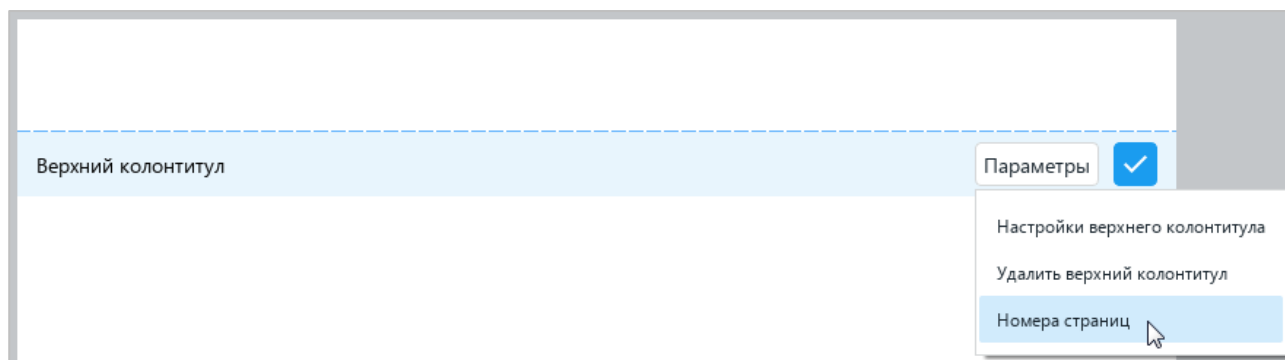 Верхний колонтитул
Параметры
Настройки верхнего колонтитула
Удалить верхний колонтитул
Номера страниц